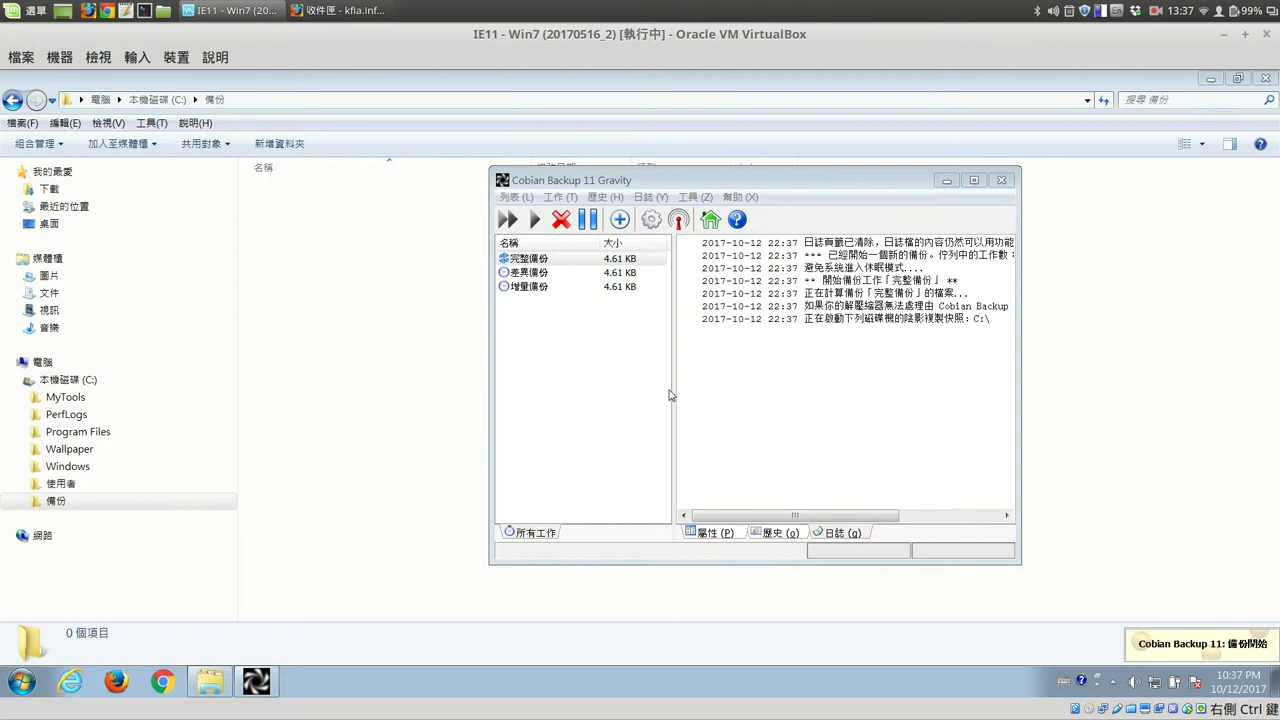 選單
IE11 - Win7 (20...
收件匣 - kfia.inf...
En
13:37
99%
IE11 - Win7 (20170516_2) [執行中] - Oracle VM VirtualBox
檔案 機器 檢視 輸入 裝置 說明
電腦 本機磁碟 (C:) 備份
搜尋 備份
檔案(F) 編輯(E) 檢視(V) 工具(T) 說明(H)
組合管理 加入至媒體櫃 共用對象 新增資料夾
名稱
我的最愛
下載
最近的位置
桌面
媒體櫃
圖片
文件
視訊
音樂
電腦
本機磁碟 (C:)
MyTools
PerfLogs
Program Files
Wallpaper
Windows
使用者
備份
網路
Cobian Backup 11 Gravity
列表 (L) 工作 (T) 歷史 (H) 日誌 (Y) 工具 (Z) 幫助 (X)
名稱 大小
完整備份 4.61 KB
差異備份 4.61 KB
增量備份 4.61 KB
2017-10-12 22:37 日誌頁籤已清除，日誌檔的內容仍然可以用功能
2017-10-12 22:37 *** 已經開始一個新的備份。佇列中的工作數：
2017-10-12 22:37 避免系統進入休眠模式....
2017-10-12 22:37 ** 開始備份工作「完整備份」 **
2017-10-12 22:37 正在計算備份「完整備份」的檔案...
2017-10-12 22:37 如果你的解壓縮器無法處理由 Cobian Backup
2017-10-12 22:37 正在啟動下列磁碟機的陰影複製快照: C:\
所有工作
屬性 (P) 歷史 (o) 日誌 (g)
0 個項目
Cobian Backup 11: 備份開始
10:37 PM
10/12/2017
右側 Ctrl 鍵